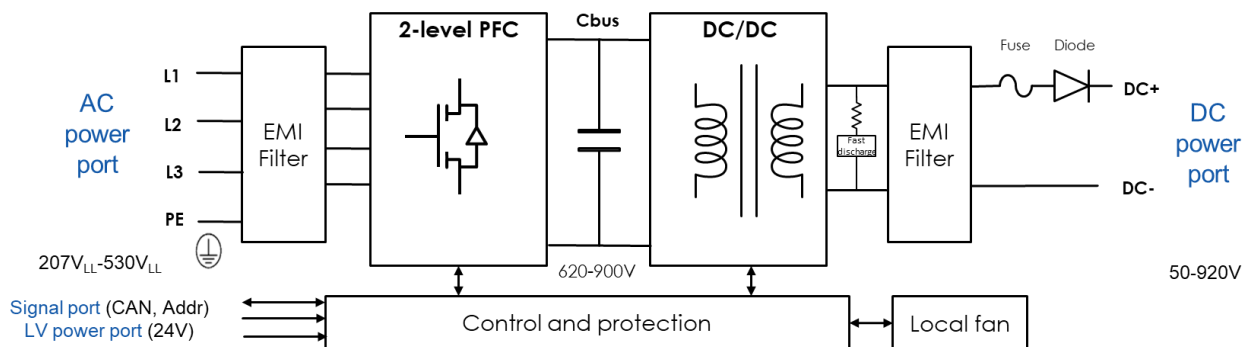 2-level PFC
Cbus
DC/DC
Fuse
Diode
L1
L2
L3
PE
AC
power
port
EMI
Filter
Fast
discharge
EMI
Filter
DC+
DC-
DC
power
port
207VLL-530VLL
620-900V
50-920V
Signal port (CAN, Addr)
LV power port (24V)
Control and protection
Local fan